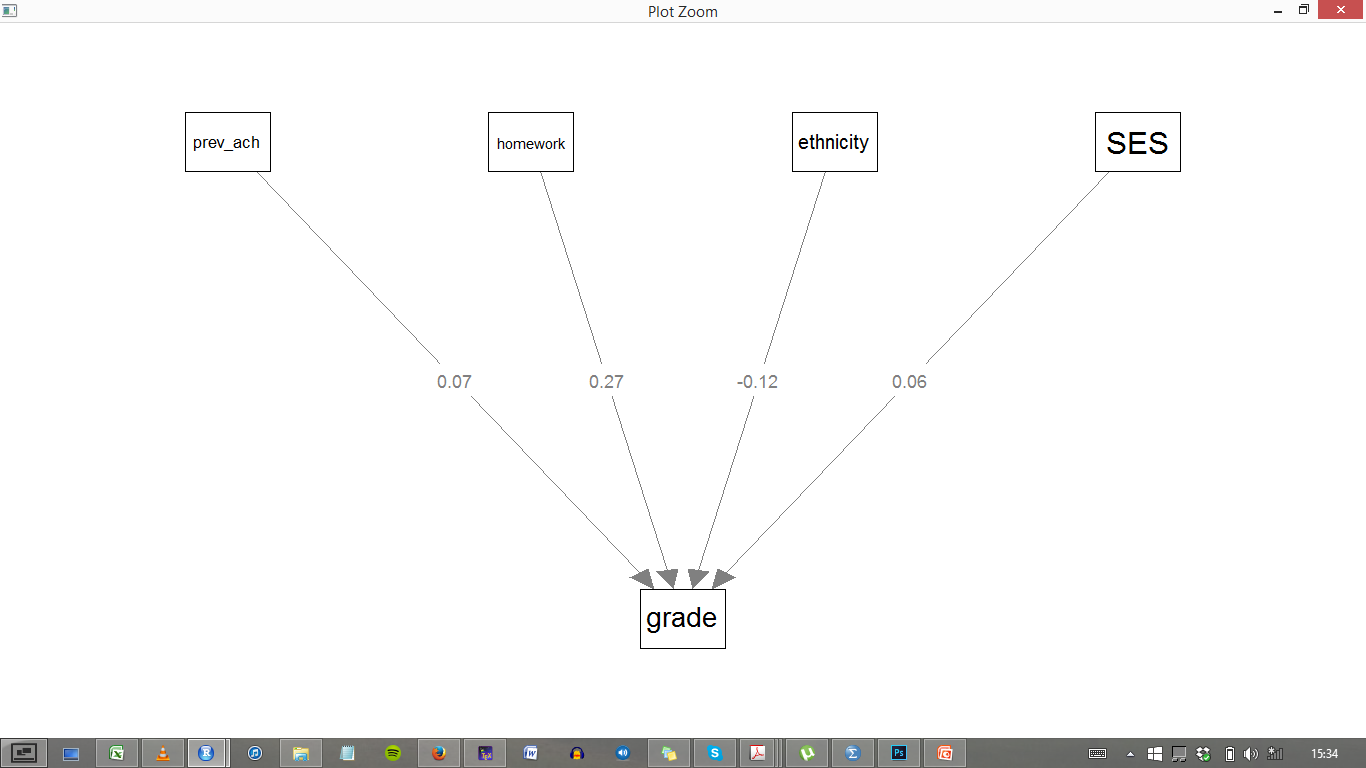 Plot Zoom
prev_ach
homework
ethnicity
SES
0.07
0.27
-0.12
0.06
grade
15:34